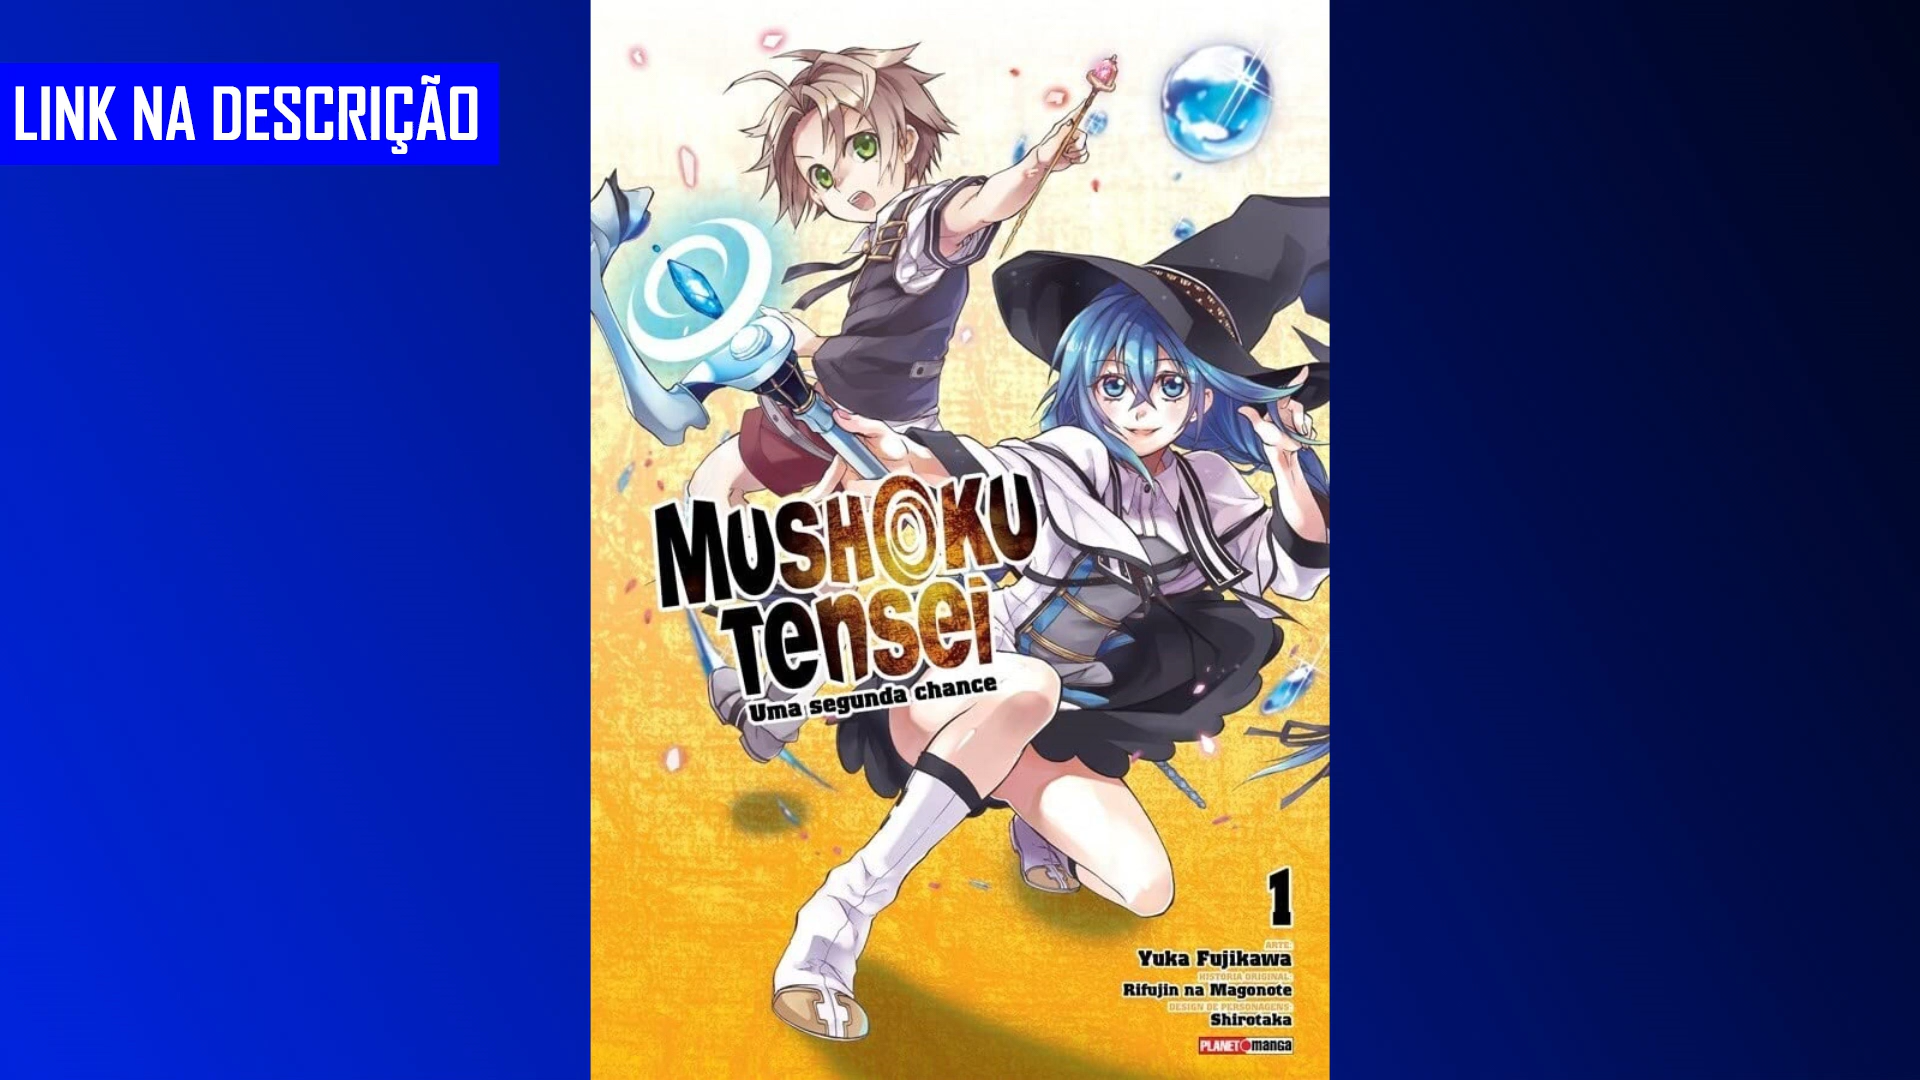 LINK NA DESCRIÇÃO
MUSHOKU
Tensei
Uma segunda chance
1
ARTE:
Yuka Fujikawa
HISTÓRIA ORIGINAL:
Rifujin na Magonote
DESIGN DE PERSONAGENS:
Shirotaka
PLANET manga